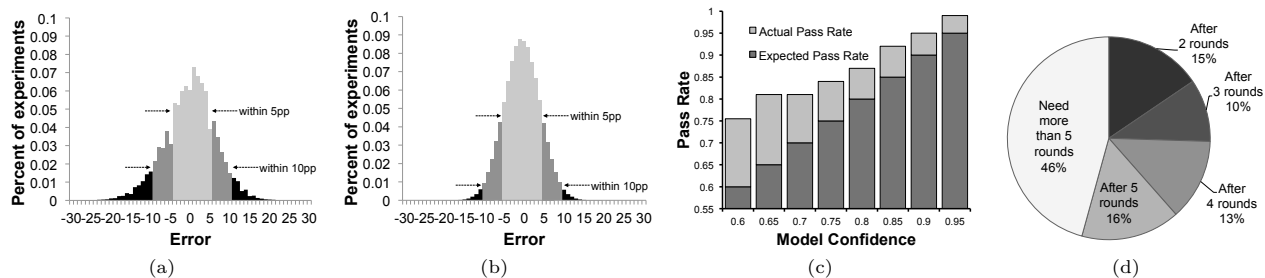 Percent of experiments
0.1
0.09
0.08
0.07
0.06
0.05
0.04
0.03
0.02
0.01
0
within 5pp
within 10pp
-30-25-20-15-10-5 0 5 10 15 20 25 30
Error
(a)
Percent of experiments
0.1
0.09
0.08
0.07
0.06
0.05
0.04
0.03
0.02
0.01
0
within 5pp
within 10pp
-30-25-20-15-10-5 0 5 10 15 20 25 30
Error
(b)
Pass Rate
1
0.95
0.9
0.85
0.8
0.75
0.7
0.65
0.6
0.55
Actual Pass Rate
Expected Pass Rate
0.6 0.65 0.7 0.75 0.8 0.85 0.9 0.95
Model Confidence
(c)
After
2 rounds
15%
After
3 rounds
10%
After
4 rounds
13%
After 5
rounds
16%
Need
more
than 5
rounds
46%
(d)